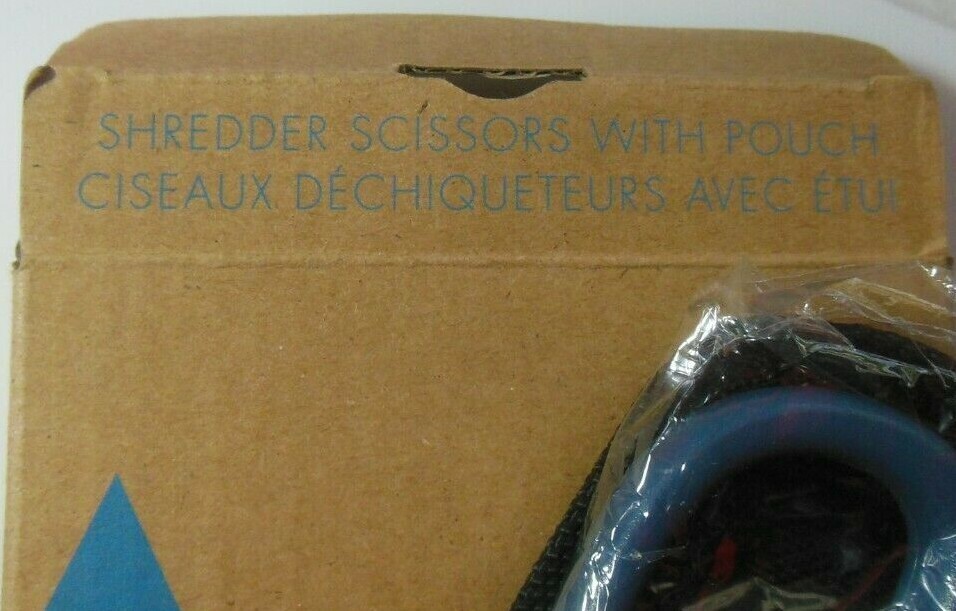 SHREDDER SCISSORS WITH POUCH
CISEAUX DÉCHIQUETEURS AVEC ÉTUI